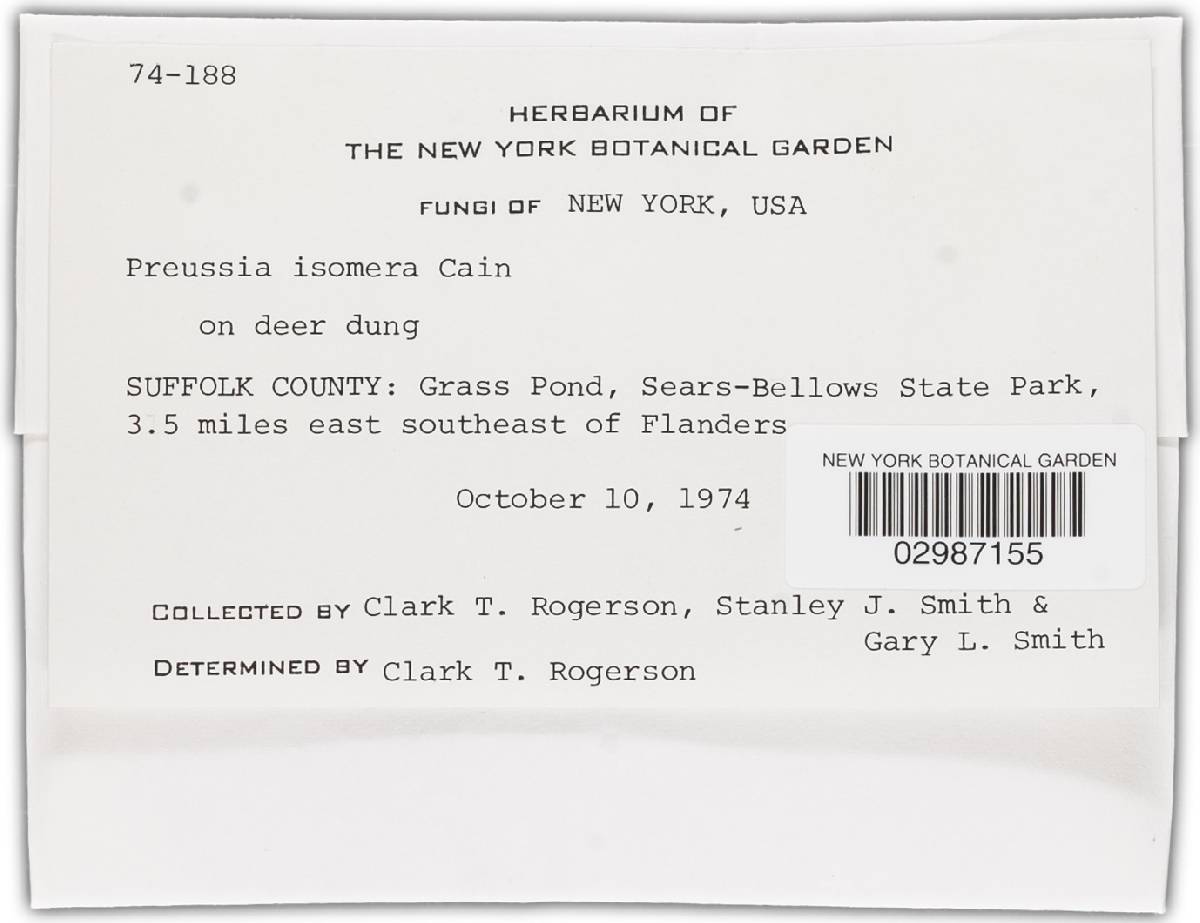 74-188
HERBARIUM OF
THE NEW YORK BOTANICAL GARDEN
FUNGI OF NEW YORK, USA
Preussia isomera Cain
on deer dung
SUFFOLK COUNTY: Grass Pond, Sears-Bellows State Park,
3.5 miles east southeast of Flanders
October 10, 1974
NEW YORK BOTANICAL GARDEN
02987155
COLLECTED BY Clark T. Rogerson, Stanley J. Smith &
Gary L. Smith
DETERMINED BY Clark T. Rogerson